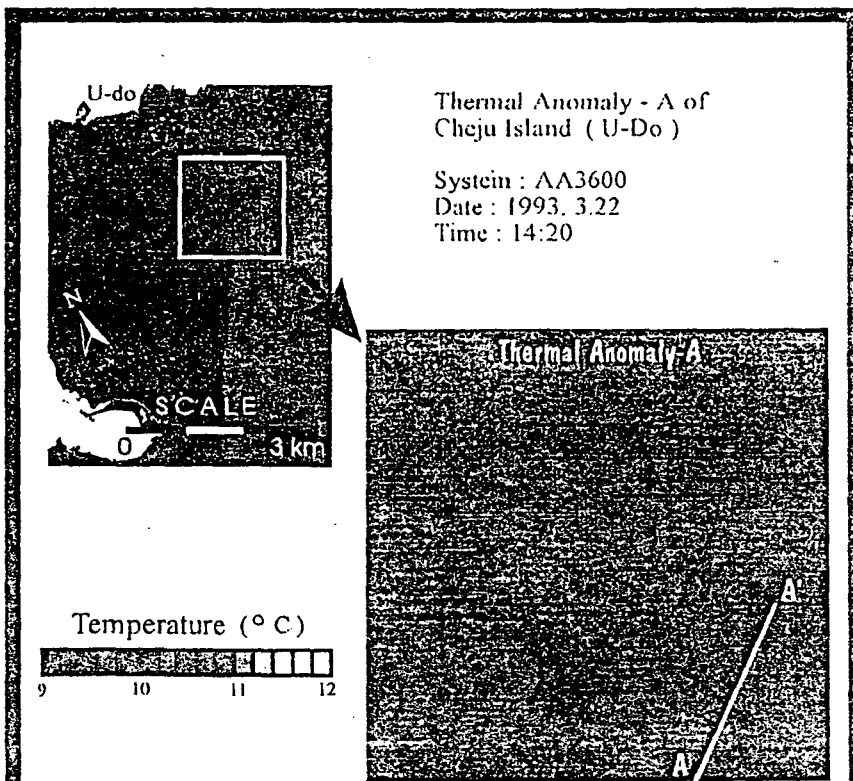 U-do
Thermal Anomaly - A of
Cheju Island ( U-Do )
System : AA3600
Date : 1993. 3.22
Time : 14:20
N
SCALE
0 3 km
Thermal Anomaly-A
A'
A
Temperature (° C)
9 10 11 12